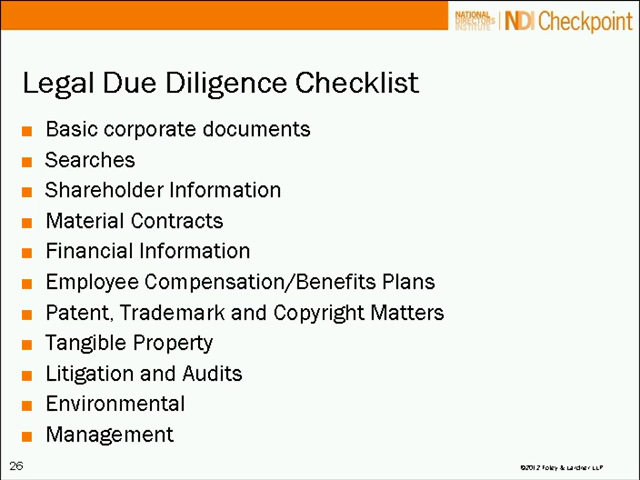 NATIONAL
DIRECTORS
INSTITUTE
NDI Checkpoint
Legal Due Diligence Checklist
Basic corporate documents
Searches
Shareholder Information
Material Contracts
Financial Information
Employee Compensation/Benefits Plans
Patent, Trademark and Copyright Matters
Tangible Property
Litigation and Audits
Environmental
Management
26
©2012 Foley & Lardner LLP